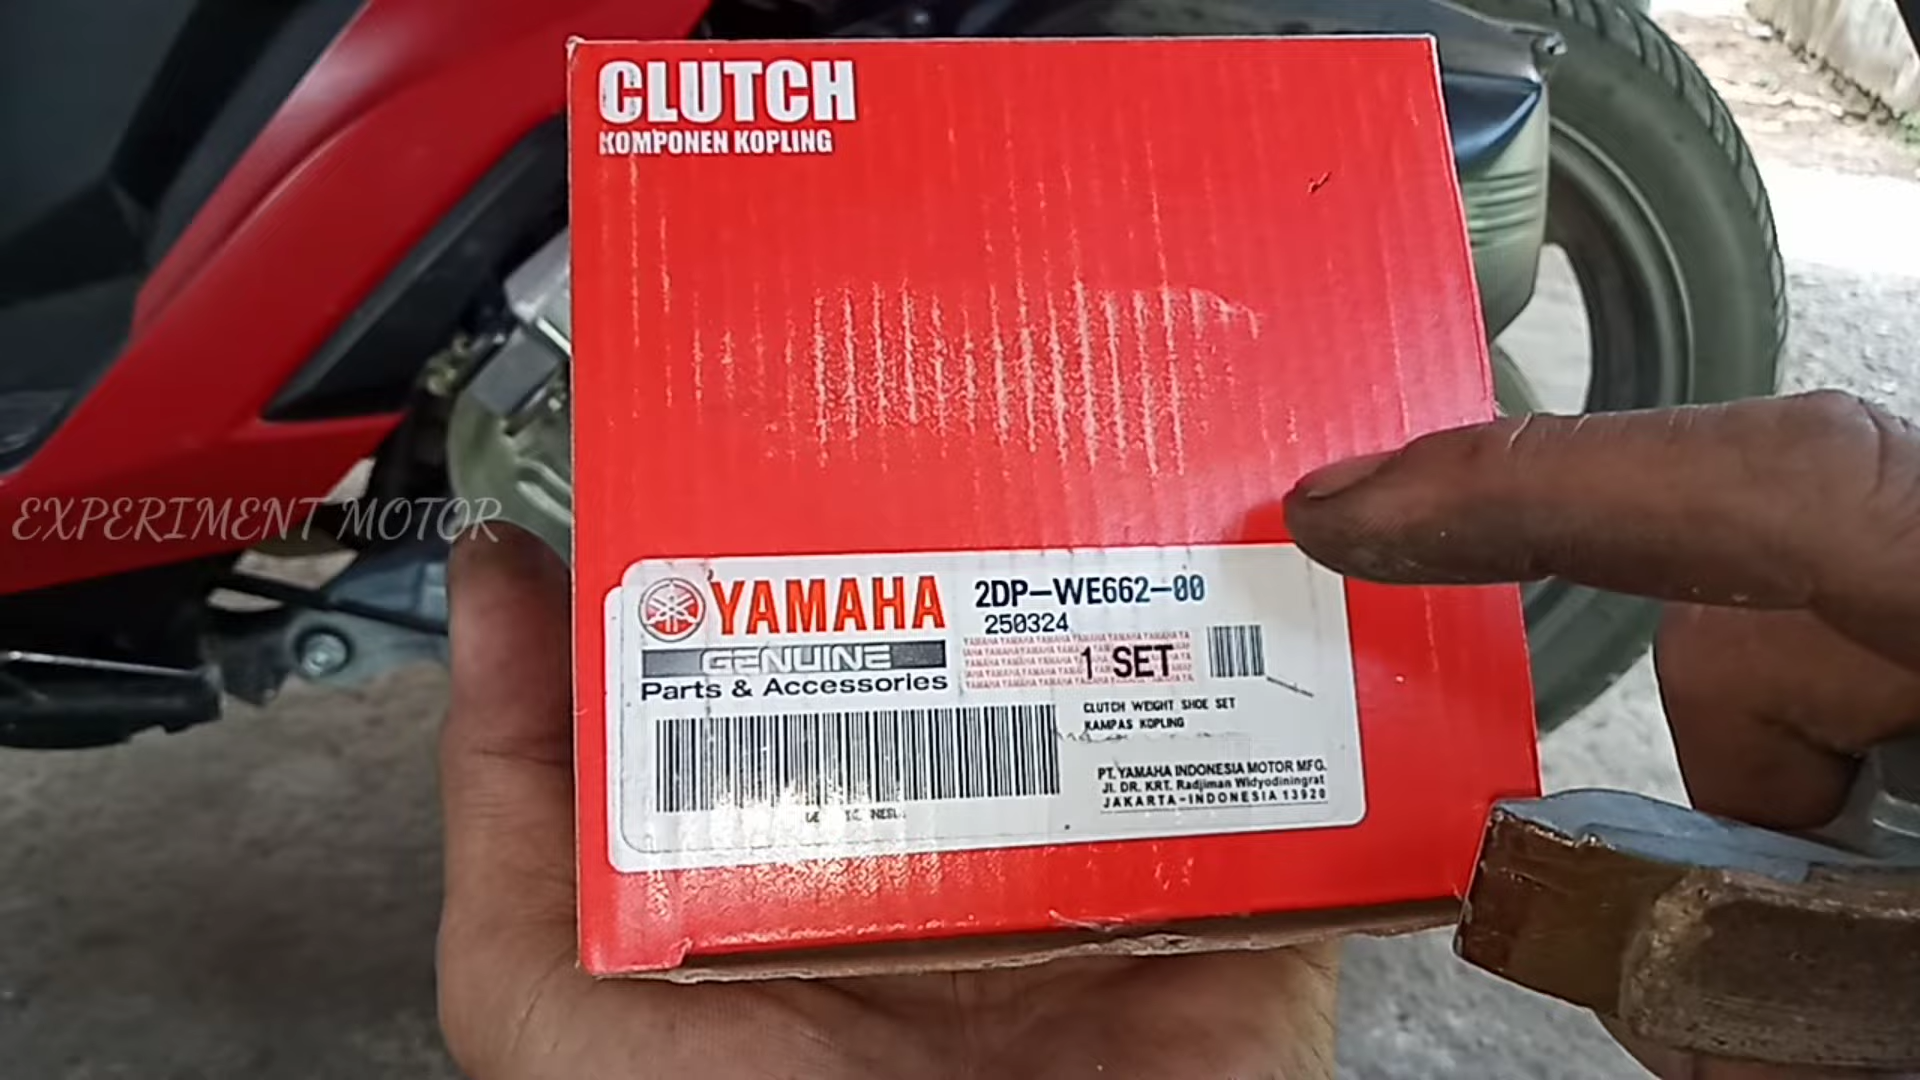 CLUTCH
KOMPONEN KOPLING
EXPERIMENT MOTOR
YAMAHA
GENUINE
Parts & Accessories
2DP-WE662-00
250324
1 SET
CLUTCH WEIGHT SHOE SET
KAMPAS KOPLING
PT. YAMAHA INDONESIA MOTOR MFG.
Jl. DR. KRT. Radjiman Widyodiningrat
JAKARTA-INDONESIA 13920